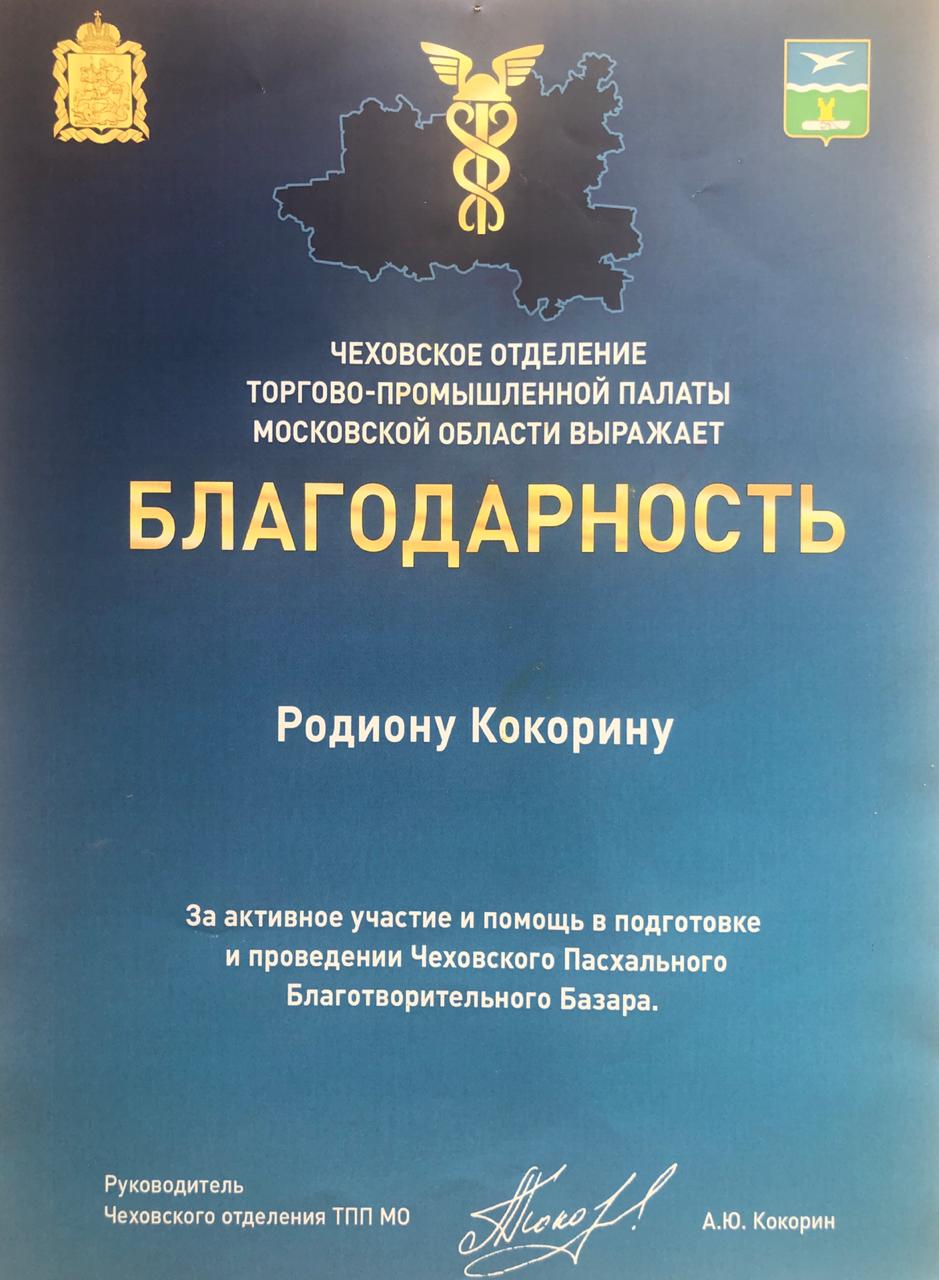 ЧЕХОВСКОЕ ОТДЕЛЕНИЕ
ТОРГОВО-ПРОМЫШЛЕННОЙ ПАЛАТЫ
МОСКОВСКОЙ ОБЛАСТИ ВЫРАЖАЕТ
БЛАГОДАРНОСТЬ
Родиону Кокорину
За активное участие и помощь в подготовке
и проведении Чеховского Пасхального
Благотворительного Базара.
Руководитель
Чеховского отделения ТПП МО
А.Ю. Кокорин